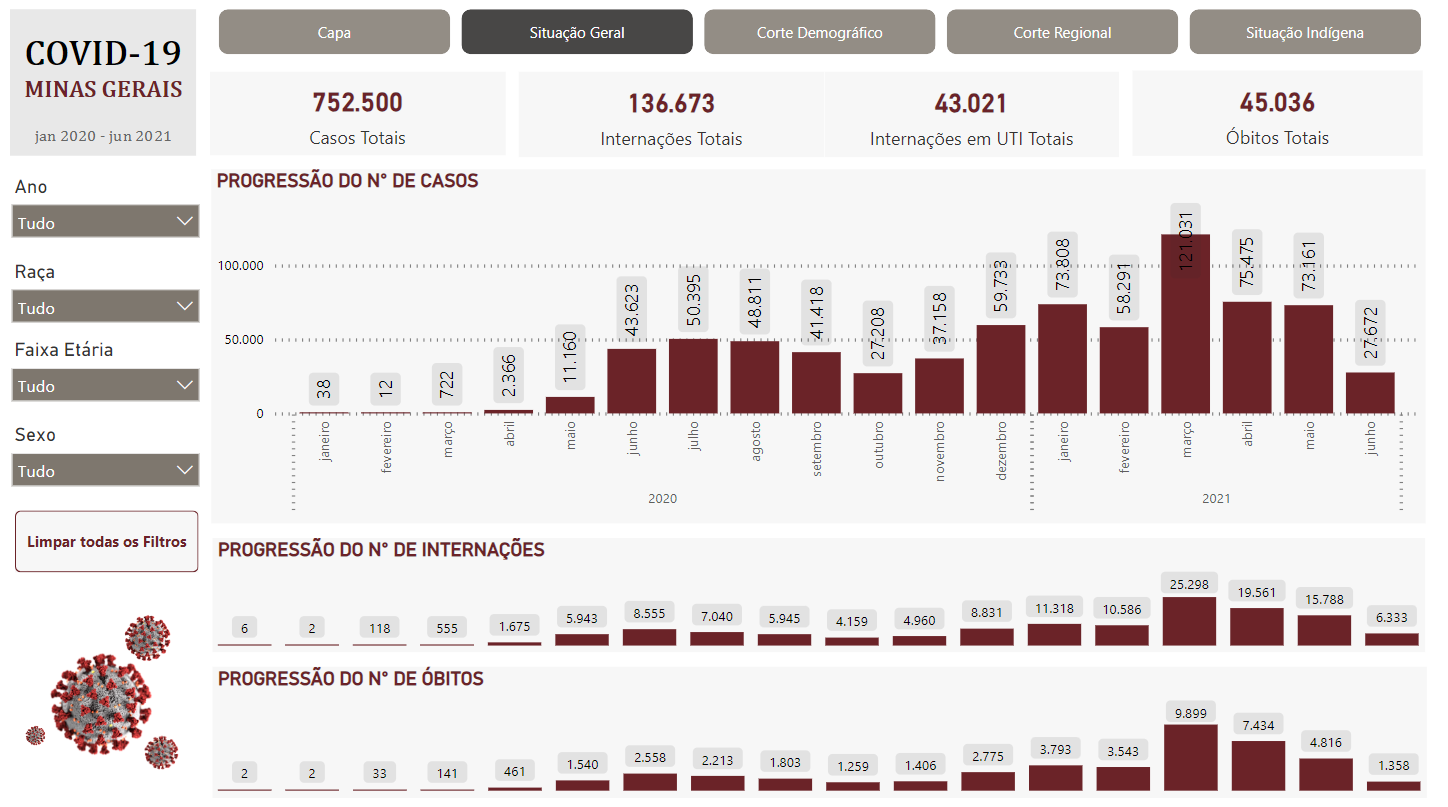 COVID-19
MINAS GERAIS
jan 2020 - jun 2021
Capa
Situação Geral
Corte Demográfico
Corte Regional
Situação Indígena
752.500
Casos Totais
136.673
Internações Totais
43.021
Internações em UTI Totais
45.036
Óbitos Totais
Ano
Tudo
Raça
Tudo
Faixa Etária
Tudo
Sexo
Tudo
Limpar todas os Filtros
PROGRESSÃO DO N° DE CASOS
100.000
50.000
0
38
12
722
2.366
11.160
43.623
50.395
48.811
41.418
27.208
37.158
59.733
73.808
58.291
121.031
75.475
73.161
27.672
janeiro
fevereiro
março
abril
maio
junho
julho
agosto
setembro
outubro
novembro
dezembro
janeiro
fevereiro
março
abril
maio
junho
2020
2021
PROGRESSÃO DO N° DE INTERNAÇÕES
6
2
118
555
1.675
5.943
8.555
7.040
5.945
4.159
4.960
8.831
11.318
10.586
25.298
19.561
15.788
6.333
PROGRESSÃO DO N° DE ÓBITOS
2
2
33
141
461
1.540
2.558
2.213
1.803
1.259
1.406
2.775
3.793
3.543
9.899
7.434
4.816
1.358